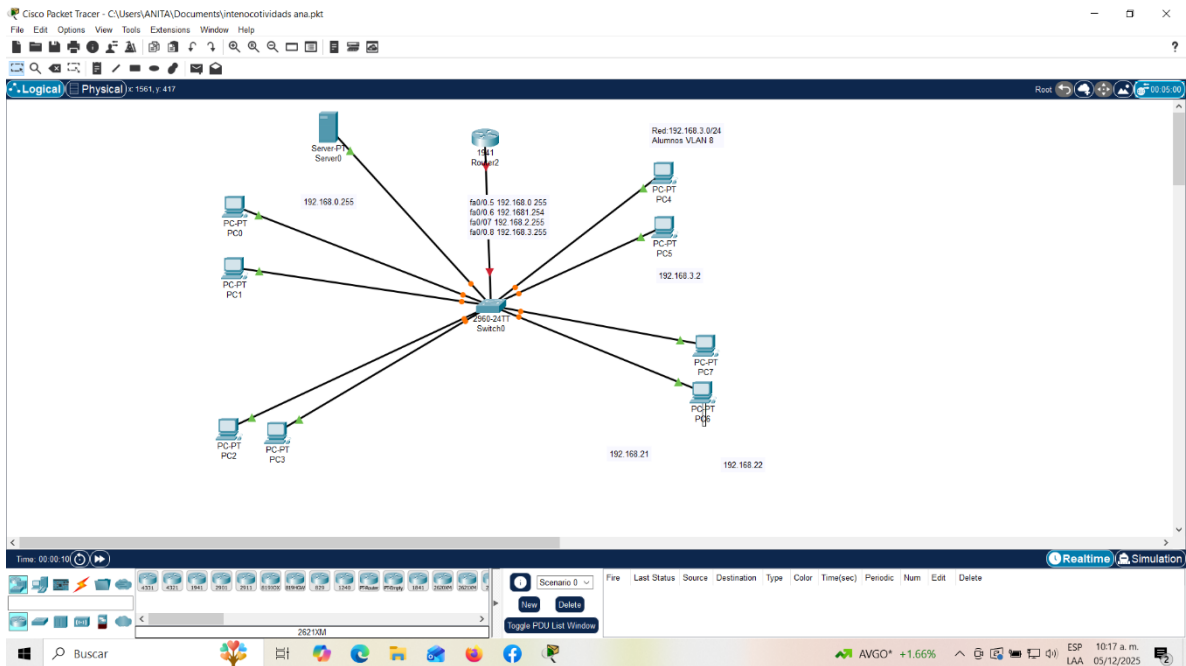 Cisco Packet Tracer - C:\Users\ANITA\Documents\intenocotividads ana.pkt
File Edit Options View Tools Extensions Window Help
?
Logical Physical x: 1561, y: 417
Root 00:05:00
Server-PT
Server0
1941
Router2
Red:192.168.3.0/24
Alumnos VLAN 8
PC-PT
PC4
192.168.0.255
fa0/0.5 192.168.0 255
fa0/0.6 192.1681.254
fa0/07 192.168.2.255
fa0/0.8 192.168.3.255
PC-PT
PC0
PC-PT
PC5
192.168.3.2
PC-PT
PC1
2960-24TT
Switch0
PC-PT
PC7
PC-PT
PC6
PC-PT
PC2
PC-PT
PC3
192.168.21
192.168.22
Time: 00:00:10
Realtime Simulation
4331 4321 1941 2901 2911 819HGW 829 1240 PT-Router PT-Empty 1841 2620XM 2621XM
2621XM
Scenario 0
New Delete
Toggle PDU List Window
Fire Last Status Source Destination Type Color Time(sec) Periodic Num Edit Delete
Buscar
AVGO* +1.66%
ESP
LAA
10:17 a. m.
05/12/2025
2